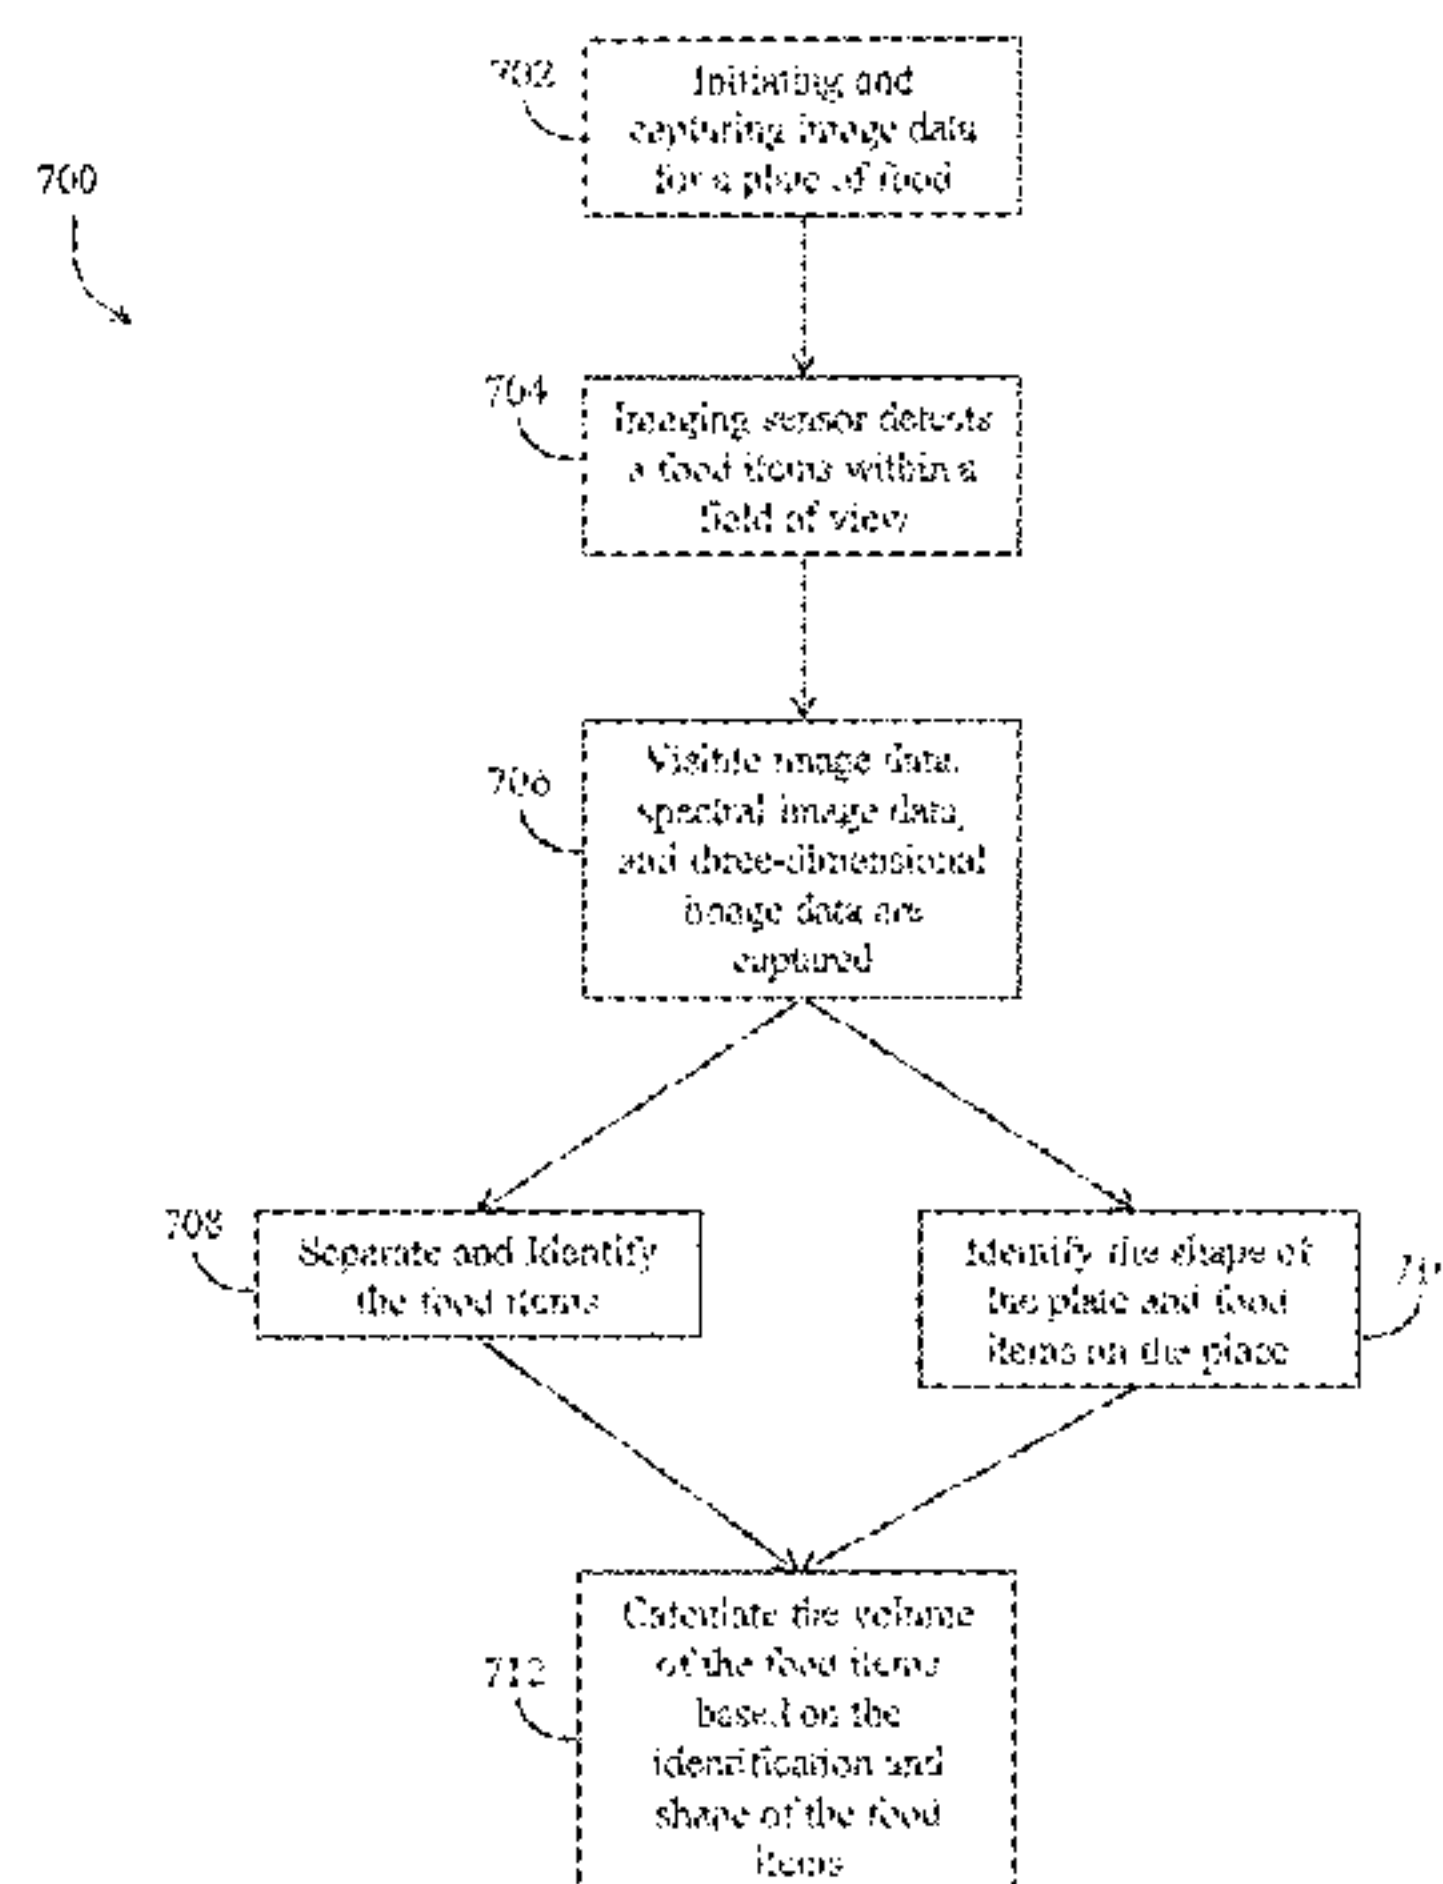 702
Initiating and
capturing image data
for a plate of food
700
704
Imaging sensor detects
a food items within a
field of view
706
Visible image data,
spectral image data,
and three-dimensional
image data are
captured
708
Separate and Identify
the food items
Identify the shape of
the plate and food
items on the place
712
Calculate the volume
of the food items
based on the
identification and
shape of the food
items